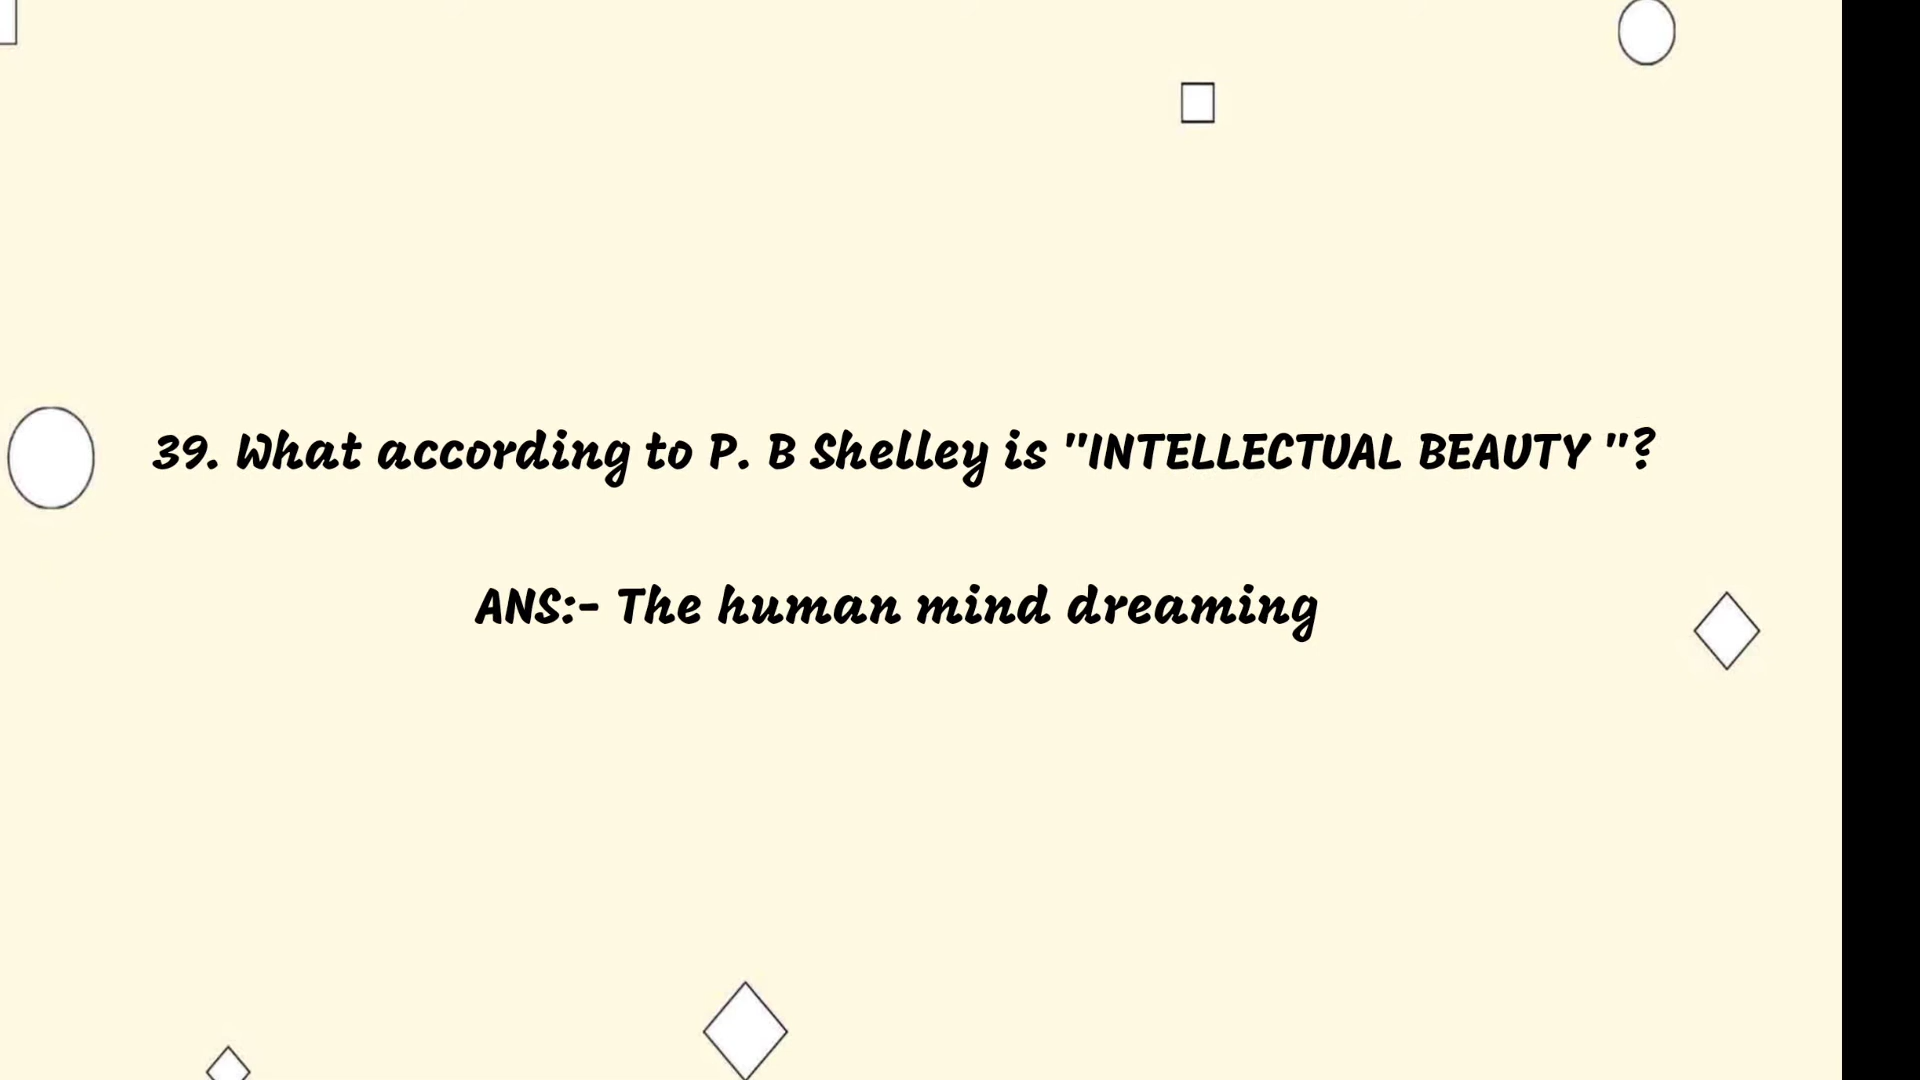 39. What according to P. B Shelley is "INTELLECTUAL BEAUTY "?
ANS:- The human mind dreaming